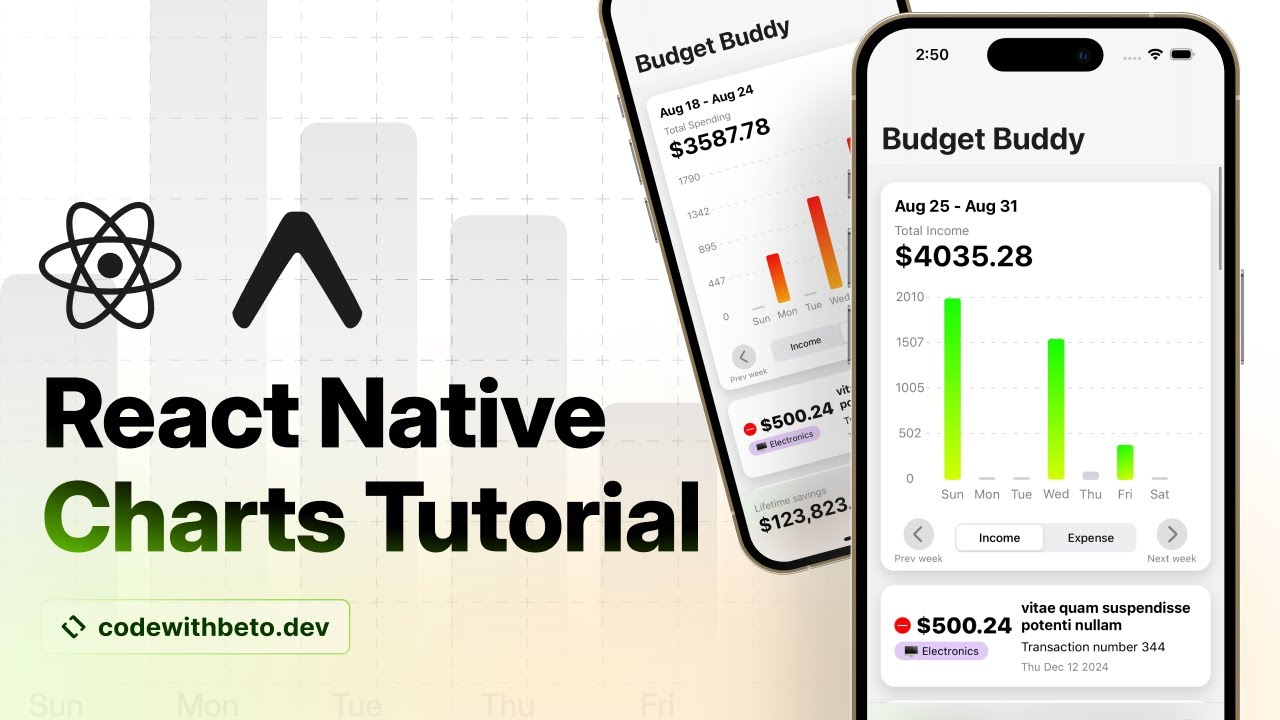 React Native
Charts Tutorial
codewithbeto.dev
Sun Mon Tue Thu Fri
Budget Buddy
Aug 18 - Aug 24
Total Spending
$3587.78
1790
1342
895
447
0
Sun Mon Tue Wed
Income
Prev week
$500.24
Electronics
Lifetime savings
$123,823.
2:50
Budget Buddy
Aug 25 - Aug 31
Total Income
$4035.28
2010
1507
1005
502
0
Sun Mon Tue Wed Thu Fri Sat
Income Expense
Prev week Next week
$500.24
Electronics
vitae quam suspendisse
potenti nullam
Transaction number 344
Thu Dec 12 2024